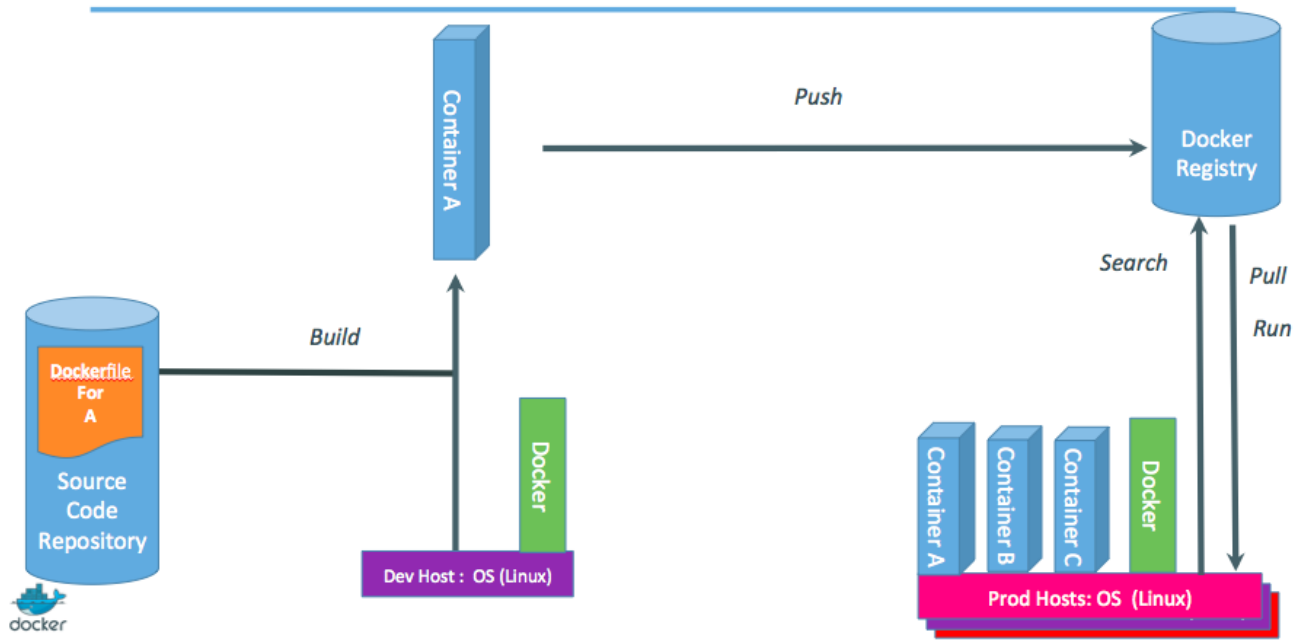 Container A
Push
Docker
Registry
Search
Pull
Run
Build
Dockerfile
For
A
Source
Code
Repository
Docker
Dev Host :  OS (Linux)
Container A
Container B
Container C
Docker
Prod Hosts: OS  (Linux)
docker